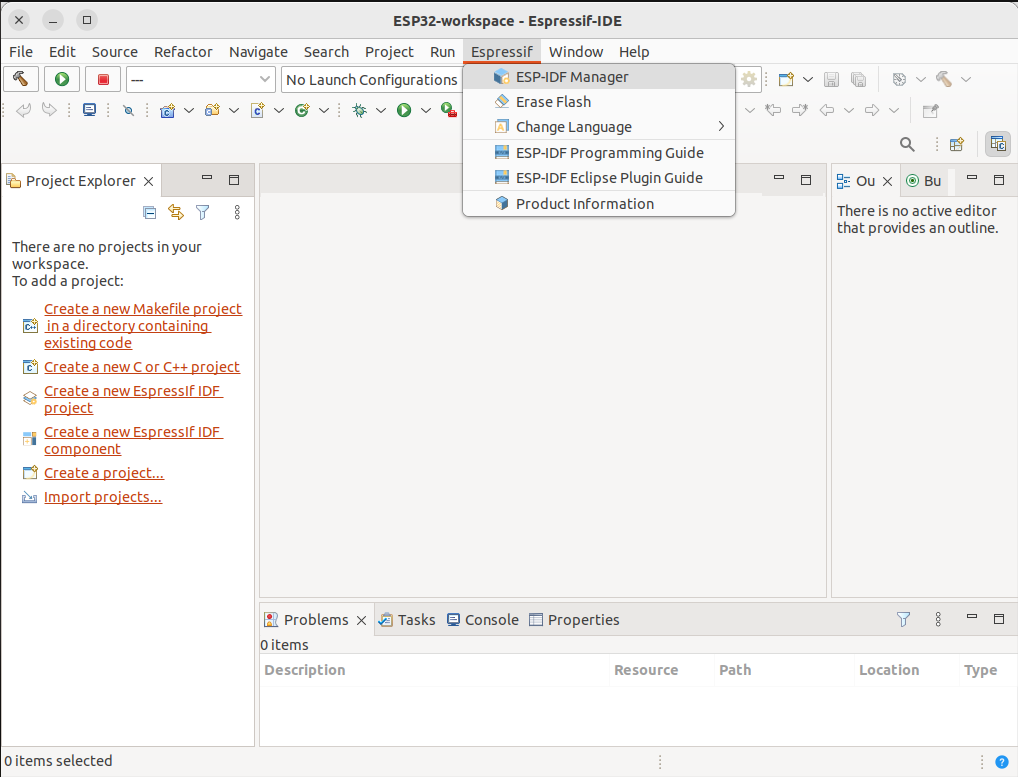 ESP32-workspace - Espressif-IDE
File Edit Source Refactor Navigate Search Project Run Espressif Window Help
--- No Launch Configurations
ESP-IDF Manager
Erase Flash
Change Language
ESP-IDF Programming Guide
ESP-IDF Eclipse Plugin Guide
Product Information
Project Explorer
There are no projects in your
workspace.
To add a project:
Create a new Makefile project
in a directory containing
existing code
Create a new C or C++ project
Create a new EspressIf IDF
project
Create a new EspressIf IDF
component
Create a project...
Import projects...
Ou Bu
There is no active editor
that provides an outline.
Problems Tasks Console Properties
0 items
Description Resource Path Location Type
0 items selected